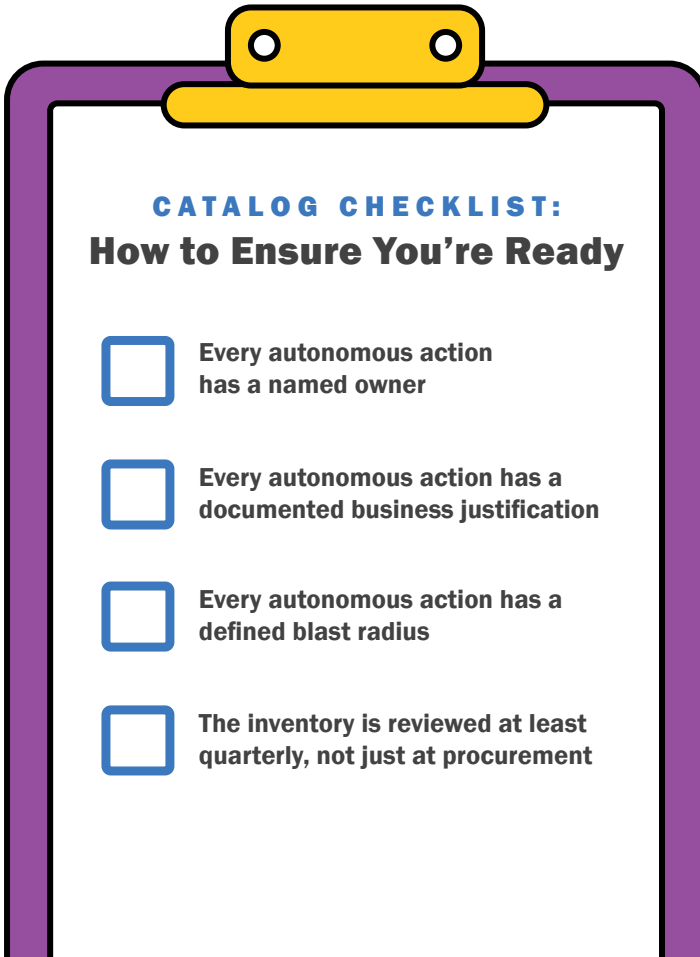 CATALOG CHECKLIST:
How to Ensure You’re Ready
Every autonomous action
has a named owner
Every autonomous action has a
documented business justification
Every autonomous action has a
defined blast radius
The inventory is reviewed at least
quarterly, not just at procurement